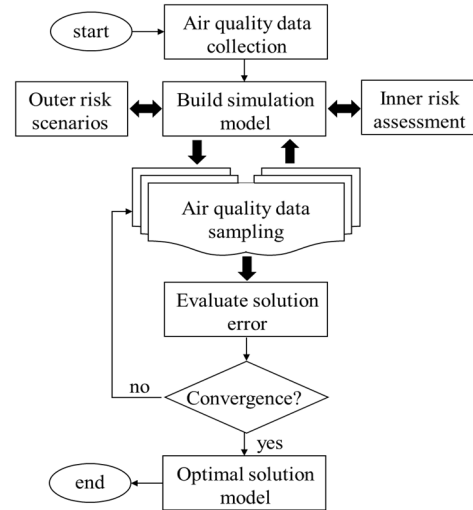 start
Air quality data
collection
Outer risk
scenarios
Build simulation
model
Inner risk
assessment
Air quality data
sampling
Evaluate solution
error
no
Convergence?
yes
end
Optimal solution
model